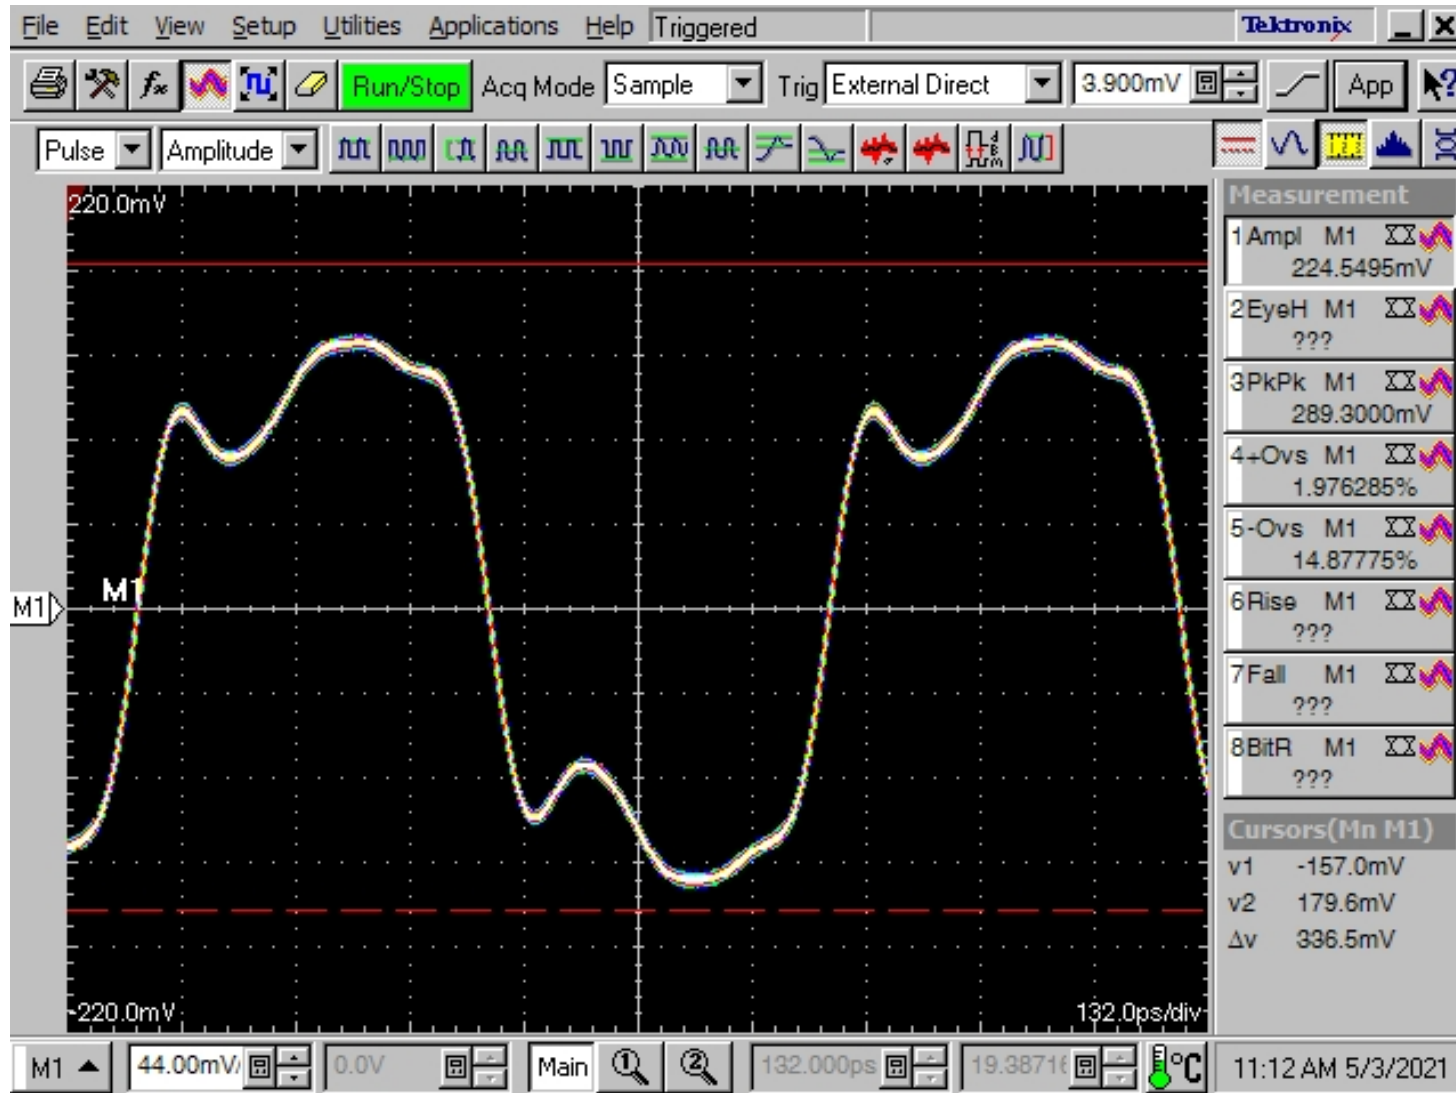 File Edit View Setup Utilities Applications Help Triggered Tektronix
Run/Stop Acq Mode Sample Trig External Direct 3.900mV App
Pulse Amplitude
220.0mV
M1
M1
-220.0mV
132.0ps/div
Measurement
1 Ampl M1
224.5495mV
2 EyeH M1
???
3 PkPk M1
289.3000mV
4 +Ovs M1
1.976285%
5 -Ovs M1
14.87775%
6 Rise M1
???
7 Fall M1
???
8 BitR M1
???
Cursors(Mn M1)
v1 -157.0mV
v2 179.6mV
Δv 336.5mV
M1 44.00mV/ 0.0V Main 1 2 132.000ps 19.3871 °C 11:12 AM 5/3/2021